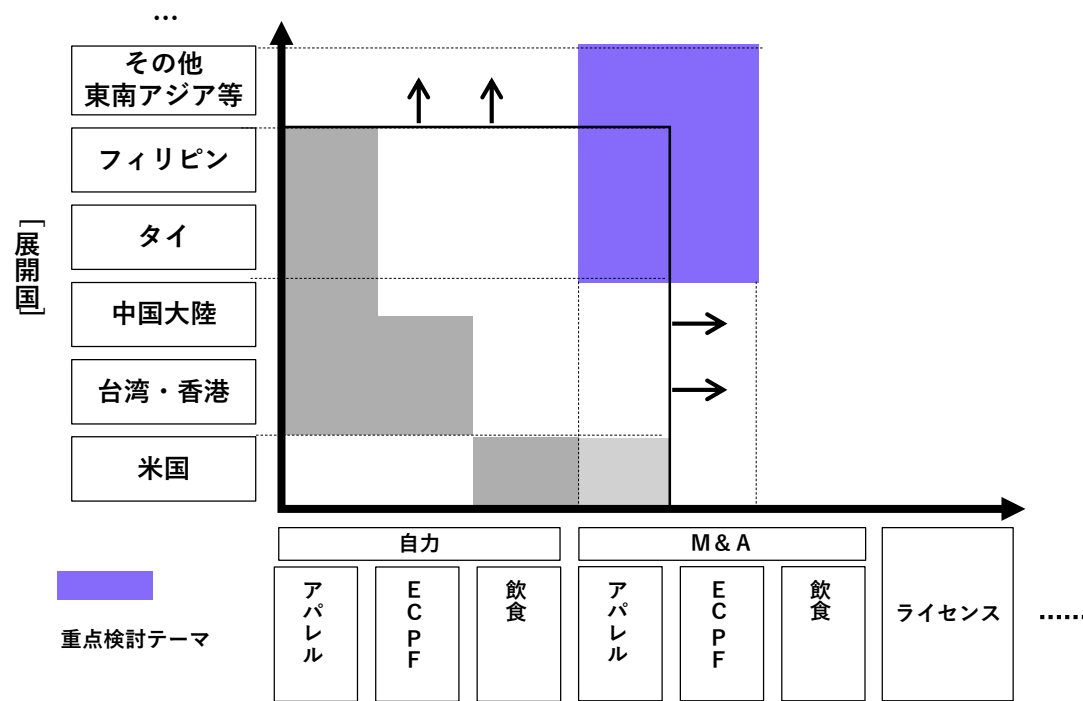 …
その他
東南アジア等
フィリピン
タイ
中国大陸
台湾・香港
米国
[展開国]
自力
M&A
アパレル
ECPF
飲食
アパレル
ECPF
飲食
ライセンス
……
重点検討テーマ